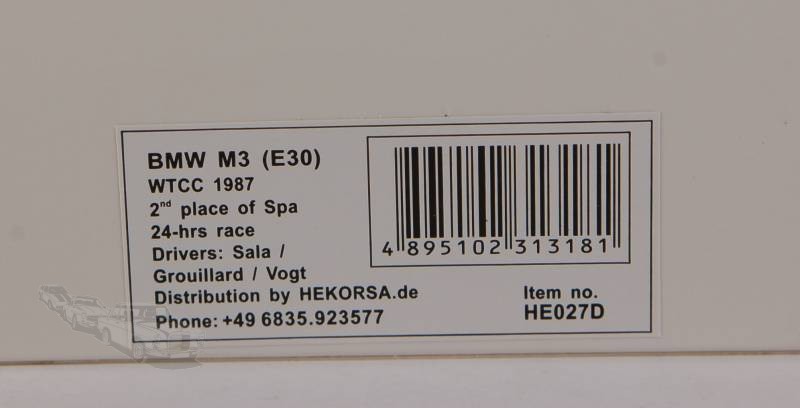 BMW M3 (E30)
WTCC 1987
2nd place of Spa
24-hrs race
Drivers: Sala /
Grouillard / Vogt
Distribution by HEKORSA.de
Phone: +49 6835.923577
4 895102 313181
Item no.
HE027D